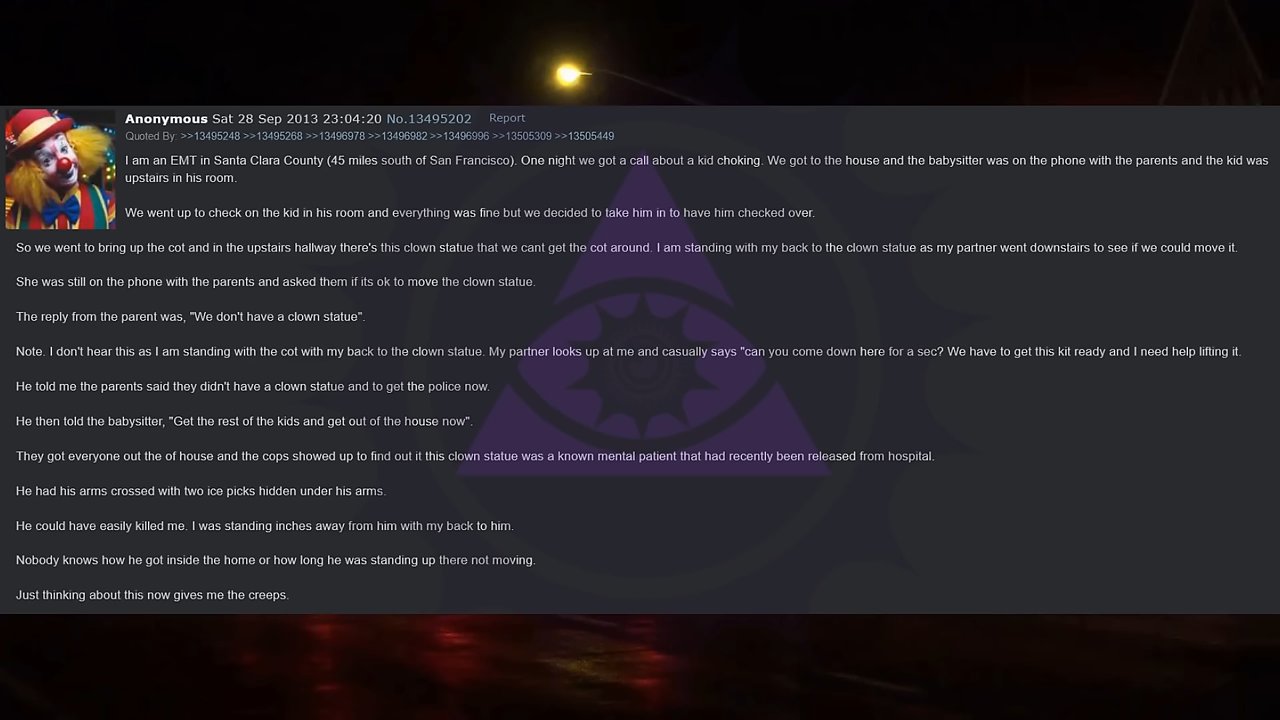 Anonymous Sat 28 Sep 2013 23:04:20 No.13495202 Report
Quoted By: >>13495248 >>13495268 >>13496978 >>13496982 >>13496996 >>13505309 >>13505449
I am an EMT in Santa Clara County (45 miles south of San Francisco). One night we got a call about a kid choking. We got to the house and the babysitter was on the phone with the parents and the kid was
upstairs in his room.
We went up to check on the kid in his room and everything was fine but we decided to take him in to have him checked over.
So we went to bring up the cot and in the upstairs hallway there's this clown statue that we cant get the cot around. I am standing with my back to the clown statue as my partner went downstairs to see if we could move it.
She was still on the phone with the parents and asked them if its ok to move the clown statue.
The reply from the parent was, "We don't have a clown statue".
Note. I don't hear this as I am standing with the cot with my back to the clown statue. My partner looks up at me and casually says "can you come down here for a sec? We have to get this kit ready and I need help lifting it.
He told me the parents said they didn't have a clown statue and to get the police now.
He then told the babysitter, "Get the rest of the kids and get out of the house now".
They got everyone out the of house and the cops showed up to find out it this clown statue was a known mental patient that had recently been released from hospital.
He had his arms crossed with two ice picks hidden under his arms.
He could have easily killed me. I was standing inches away from him with my back to him.
Nobody knows how he got inside the home or how long he was standing up there not moving.
Just thinking about this now gives me the creeps.